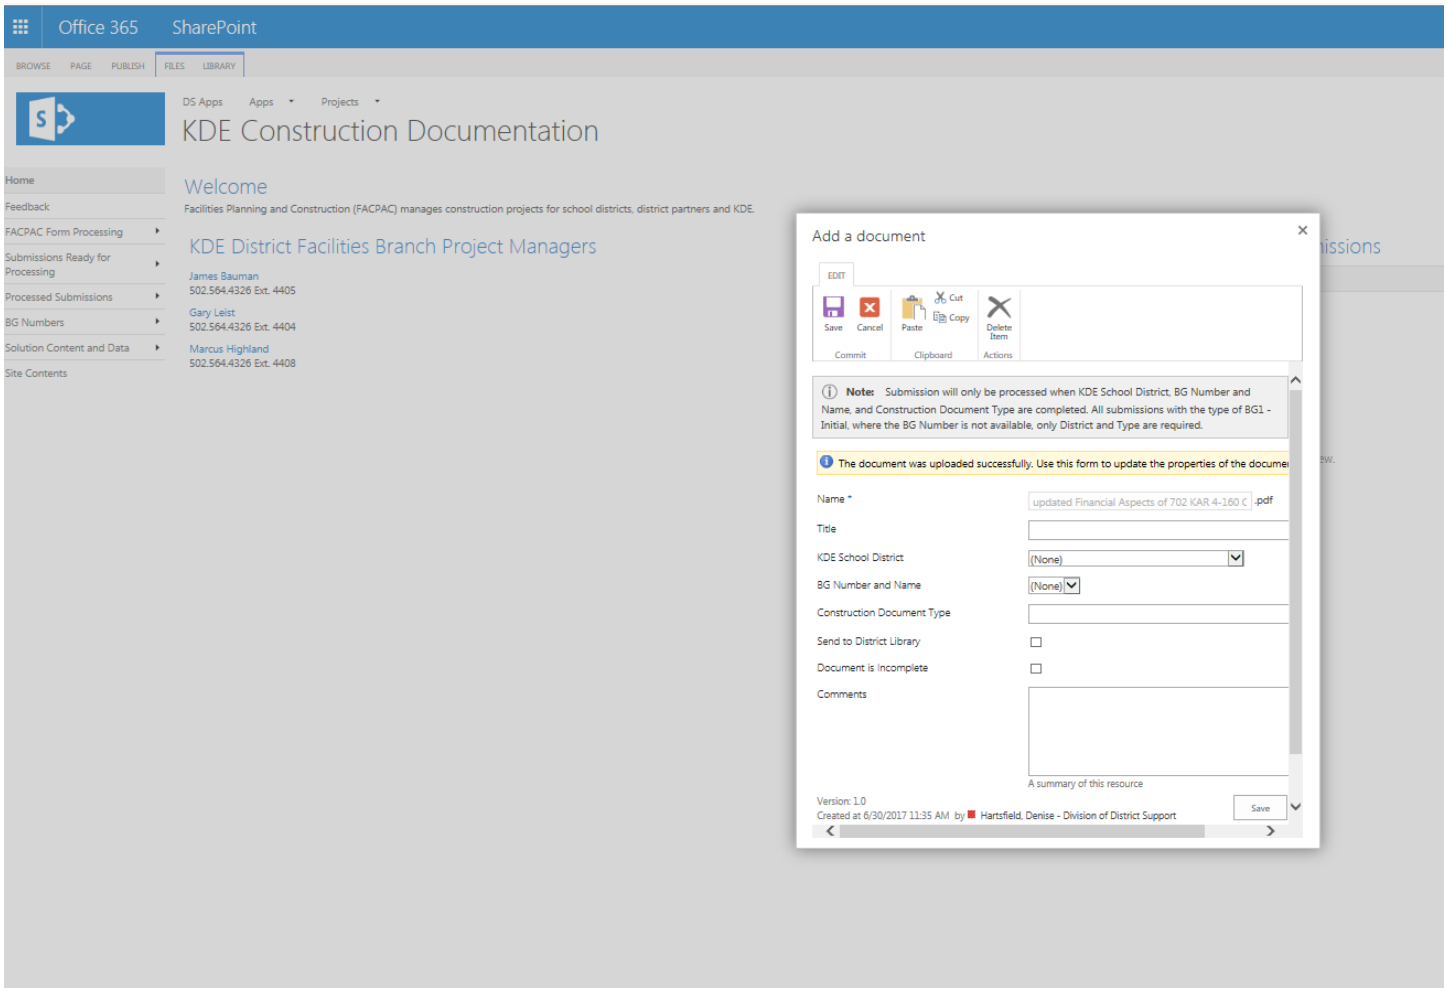 Office 365 SharePoint
BROWSE PAGE PUBLISH FILES LIBRARY
DS Apps Apps Projects
KDE Construction Documentation
Home
Feedback
FACPAC Form Processing
Submissions Ready for
Processing
Processed Submissions
BG Numbers
Solution Content and Data
Site Contents
Welcome
Facilities Planning and Construction (FACPAC) manages construction projects for school districts, district partners and KDE.
KDE District Facilities Branch Project Managers
James Bauman
502.564.4326 Ext. 4405
Gary Leist
502.564.4326 Ext. 4404
Marcus Highland
502.564.4326 Ext. 4408
missions
ew.
Add a document
EDIT
Save Cancel Paste Cut
Copy
Delete
Item
Commit Clipboard Actions
Note: Submission will only be processed when KDE School District, BG Number and
Name, and Construction Document Type are completed. All submissions with the type of BG1 -
Initial, where the BG Number is not available, only District and Type are required.
The document was uploaded successfully. Use this form to update the properties of the docume
Name * updated Financial Aspects of 702 KAR 4-160 C .pdf
Title
KDE School District (None)
BG Number and Name (None)
Construction Document Type
Send to District Library
Document is Incomplete
Comments
A summary of this resource
Version: 1.0
Created at 6/30/2017 11:35 AM by Hartsfield, Denise - Division of District Support
Save